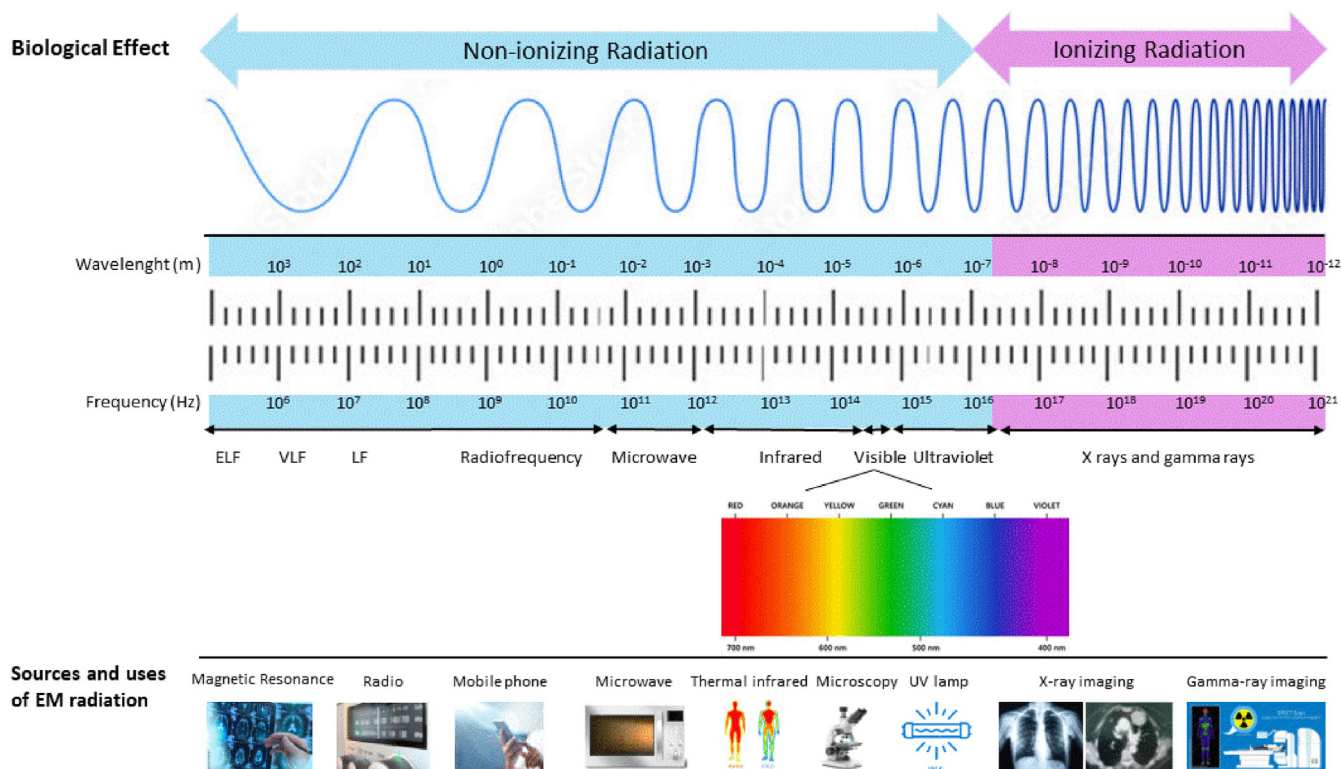 Biological Effect
Non-ionizing Radiation
Ionizing Radiation
Wavelenght (m)
10³ 10² 10¹ 10⁰ 10⁻¹ 10⁻² 10⁻³ 10⁻⁴ 10⁻⁵ 10⁻⁶ 10⁻⁷ 10⁻⁸ 10⁻⁹ 10⁻¹⁰ 10⁻¹¹ 10⁻¹²
Frequency (Hz)
10⁶ 10⁷ 10⁸ 10⁹ 10¹⁰ 10¹¹ 10¹² 10¹³ 10¹⁴ 10¹⁵ 10¹⁶ 10¹⁷ 10¹⁸ 10¹⁹ 10²⁰ 10²¹
ELF VLF LF Radiofrequency Microwave Infrared Visible Ultraviolet X rays and gamma rays
RED ORANGE YELLOW GREEN CYAN BLUE VIOLET
700 nm 600 nm 500 nm 400 nm
Sources and uses
of EM radiation
Magnetic Resonance Radio Mobile phone Microwave Thermal infrared Microscopy UV lamp X-ray imaging Gamma-ray imaging